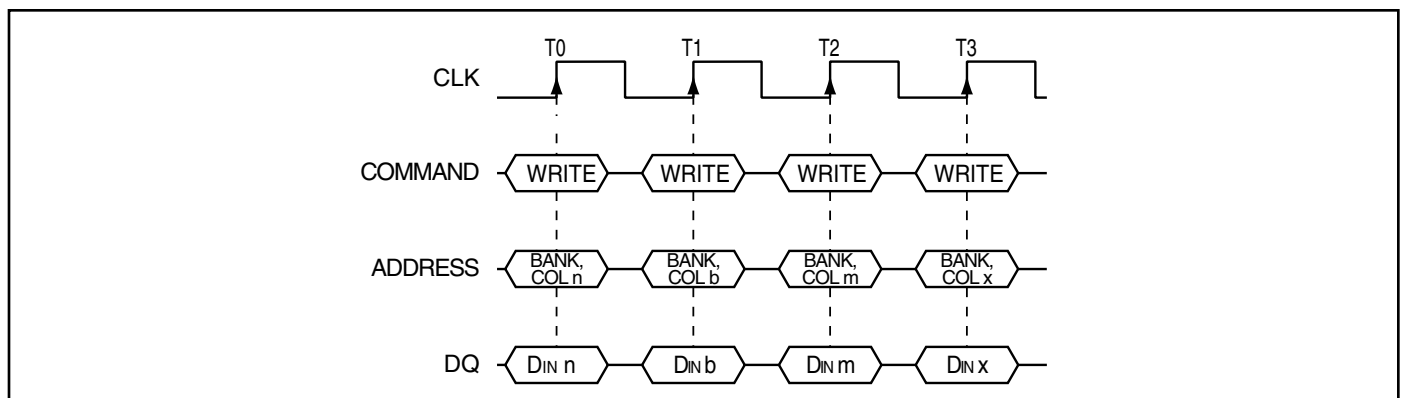 T0 T1 T2 T3
CLK
COMMAND WRITE WRITE WRITE WRITE
ADDRESS BANK, COL n BANK, COL b BANK, COL m BANK, COL x
DQ DIN n DIN b DIN m DIN x